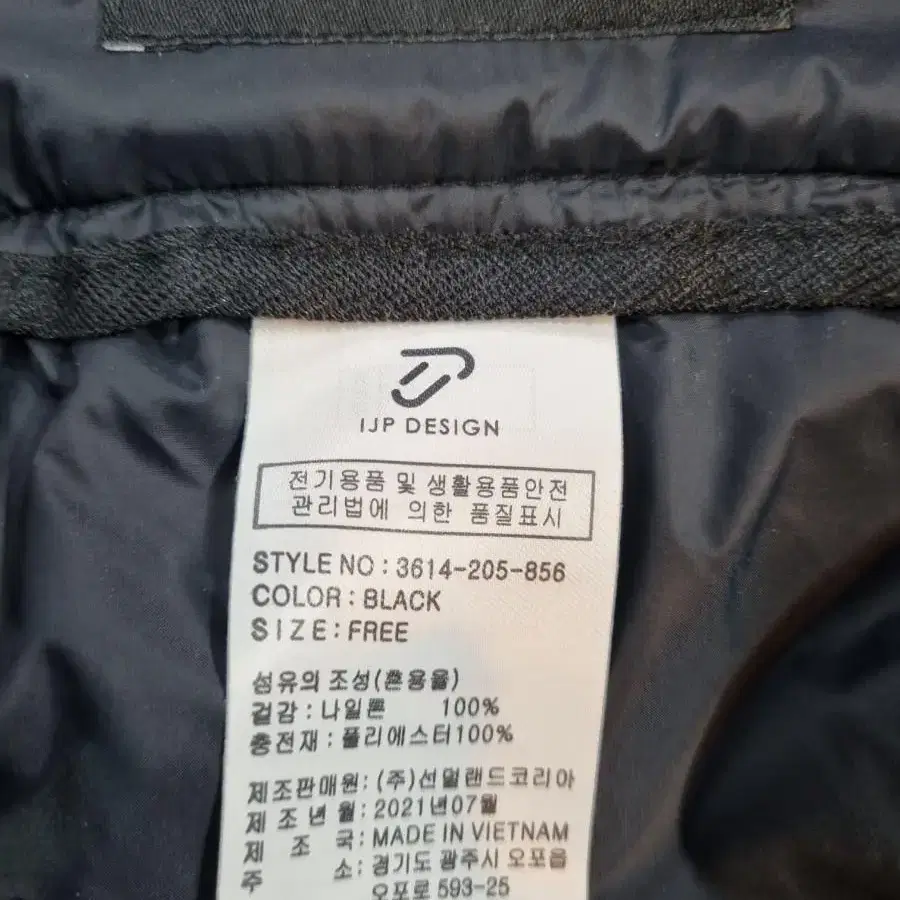 IJP DESIGN
전기용품 및 생활용품안전
관리법에 의한 품질표시
STYLE NO : 3614-205-856
COLOR : BLACK
SIZE : FREE
섬유의 조성(혼용율)
겉감 : 나일론 100%
충전재 : 폴리에스터100%
제조판매원: (주)선덜랜드코리아
제 조 년 월 : 2021년07월
제 조 국 : MADE IN VIETNAM
주 소 : 경기도 광주시 오포읍
오포로 593-25